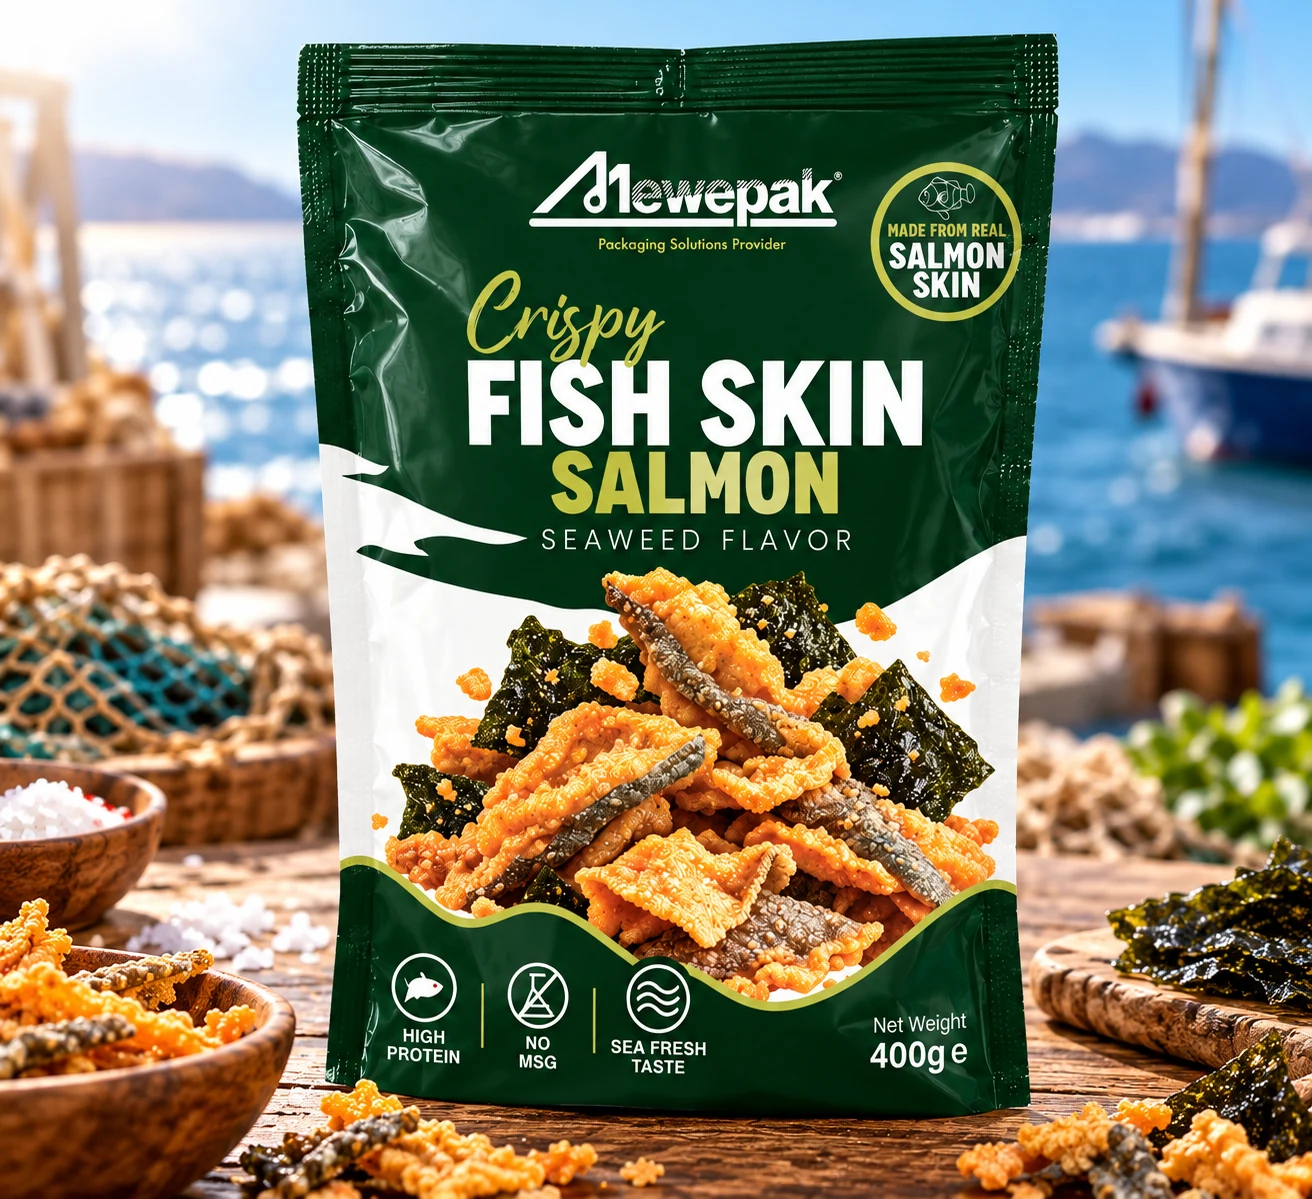 Mewepak®
Packaging Solutions Provider
MADE FROM REAL
SALMON
SKIN
Crispy
FISH SKIN
SALMON
SEAWEED FLAVOR
HIGH
PROTEIN
NO
MSG
SEA FRESH
TASTE
Net Weight
400g e